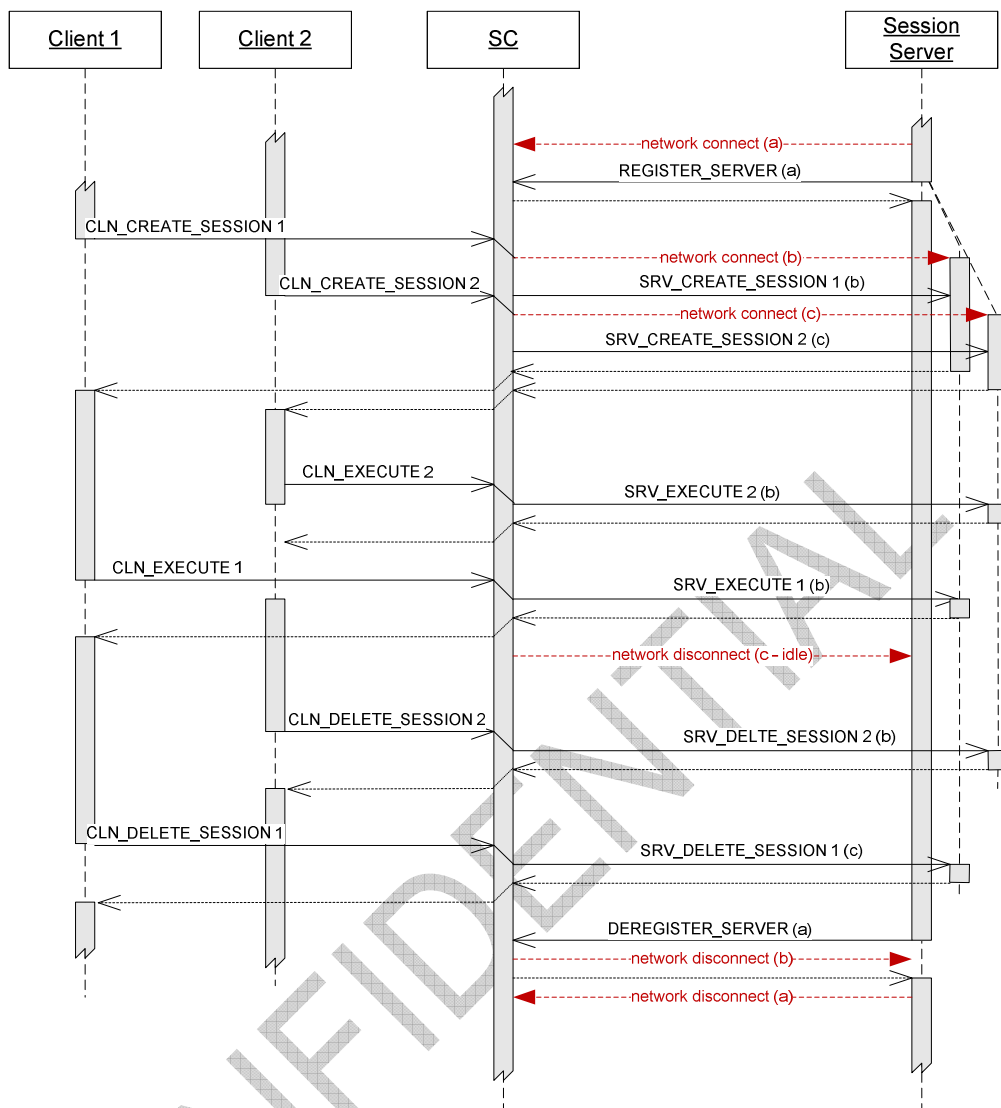 Client 1
Client 2
SC
Session
Server
network connect (a)
REGISTER_SERVER (a)
CLN_CREATE_SESSION 1
network connect (b)
CLN_CREATE_SESSION 2
SRV_CREATE_SESSION 1 (b)
network connect (c)
SRV_CREATE_SESSION 2 (c)
CLN_EXECUTE 2
SRV_EXECUTE 2 (b)
CLN_EXECUTE 1
SRV_EXECUTE 1 (b)
network disconnect (c – idle)
CLN_DELETE_SESSION 2
SRV_DELTE_SESSION 2 (b)
CLN_DELETE_SESSION 1
SRV_DELETE_SESSION 1 (c)
DEREGISTER_SERVER (a)
network disconnect (b)
network disconnect (a)
NFIDENTIAL